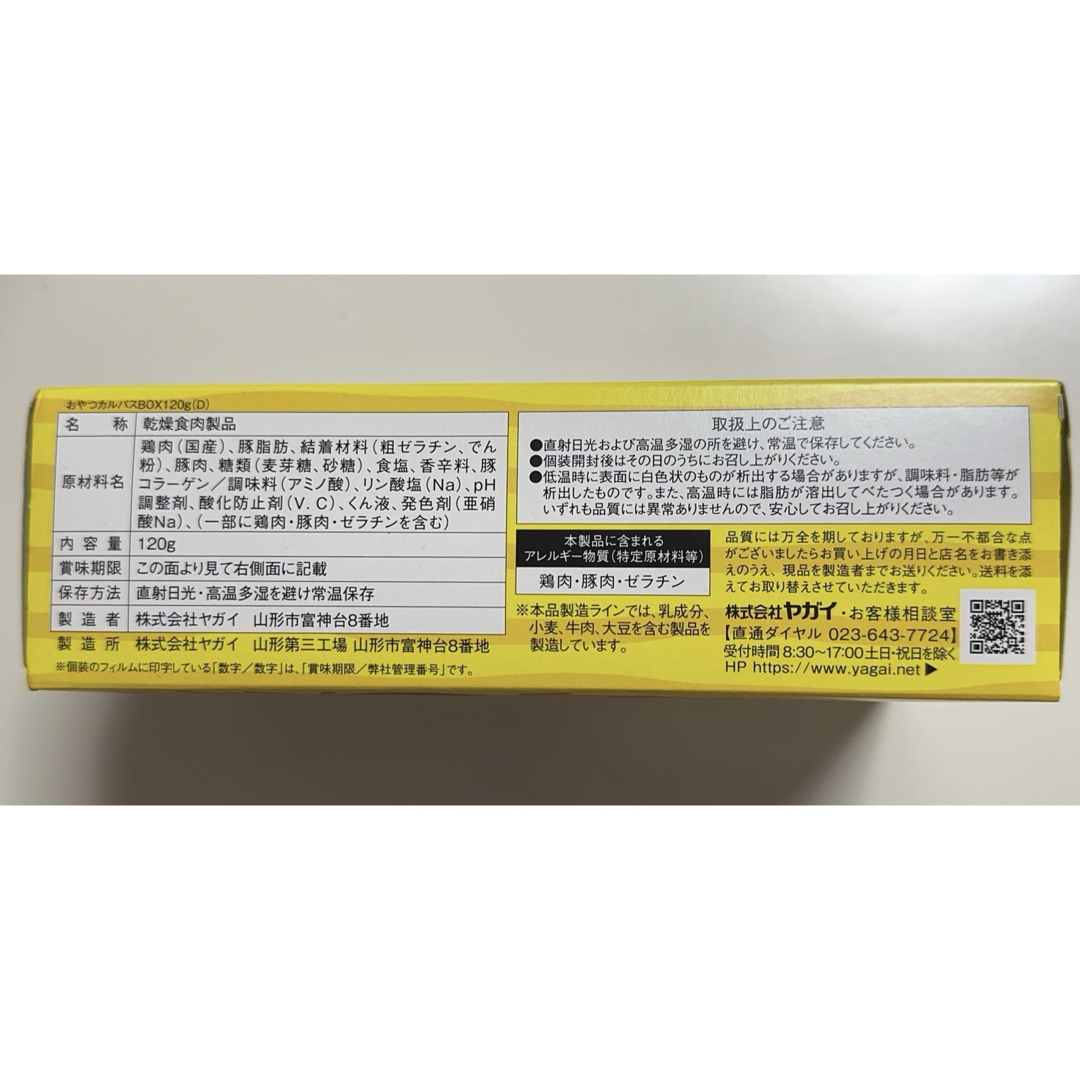 おやつカルパスBOX120g(D)
名称 乾燥食肉製品
原材料名 鶏肉(国産)、豚脂肪、結着材料(粗ゼラチン、でん
粉)、豚肉、糖類(麦芽糖、砂糖)、食塩、香辛料、豚
コラーゲン／調味料(アミノ酸)、リン酸塩(Na)、pH
調整剤、酸化防止剤(V.C)、くん液、発色剤(亜硝
酸Na)、(一部に鶏肉・豚肉・ゼラチンを含む)
内容量 120g
賞味期限 この面より見て右側面に記載
保存方法 直射日光・高温多湿を避け常温保存
製造者 株式会社ヤガイ 山形市富神台8番地
製造所 株式会社ヤガイ 山形第三工場 山形市富神台8番地
※個装のフィルムに印字している「数字／数字」は、「賞味期限／弊社管理番号」です。
取扱上のご注意
●直射日光および高温多湿の所を避け、常温で保存してください。
●個装開封後はその日のうちにお召し上がりください。
●低温時に表面に白色状のものが析出する場合がありますが、調味料・脂肪等が
析出したものです。また、高温時には脂肪が溶出してべたつく場合があります。
いずれも品質には異常ありませんので、安心してお召し上がりください。
本製品に含まれる
アレルギー物質(特定原材料等)
鶏肉・豚肉・ゼラチン
※本品製造ラインでは、乳成分、
小麦、牛肉、大豆を含む製品を
製造しています。
品質には万全を期しておりますが、万一不都合な点
がございましたらお買い上げの月日と店名をお書き添
えのうえ、現品を製造者までお送りください。送料を添
えてお取り替えさせていただきます。
株式会社ヤガイ・お客様相談室
【直通ダイヤル 023-643-7724】
受付時間 8:30~17:00 土日・祝日を除く
HP https://www.yagai.net▶